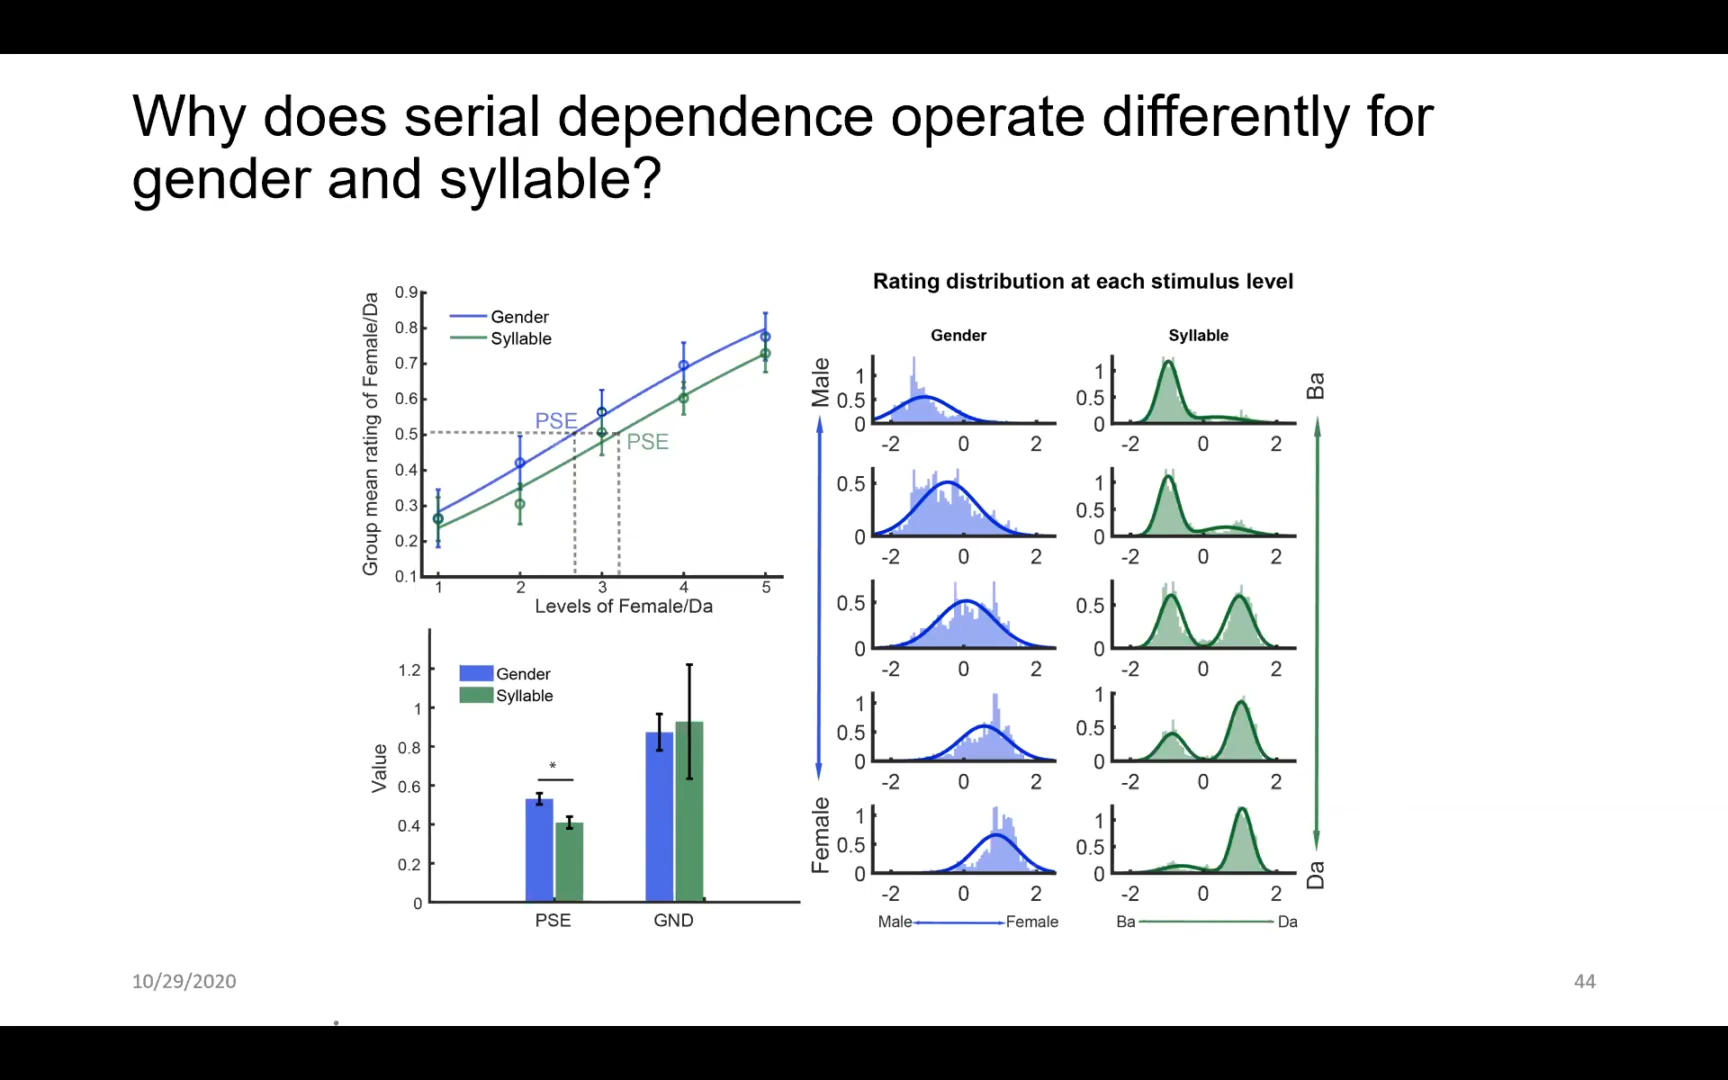 Why does serial dependence operate differently for
gender and syllable?
Group mean rating of Female/Da
0.9
0.8
0.7
0.6
0.5
0.4
0.3
0.2
0.1
Gender
Syllable
PSE
PSE
1 2 3 4 5
Levels of Female/Da
Value
1.2
1
0.8
0.6
0.4
0.2
0
Gender
Syllable
*
PSE GND
Rating distribution at each stimulus level
Gender Syllable
Male
Female
Ba
Da
1
0.5
0
-2 0 2
1
0.5
0
-2 0 2
0.5
0
-2 0 2
1
0.5
0
-2 0 2
0.5
0
-2 0 2
0.5
0
-2 0 2
1
0.5
0
-2 0 2
1
0.5
0
-2 0 2
1
0.5
0
-2 0 2
1
0.5
0
-2 0 2
Male Female
Ba Da
10/29/2020
44